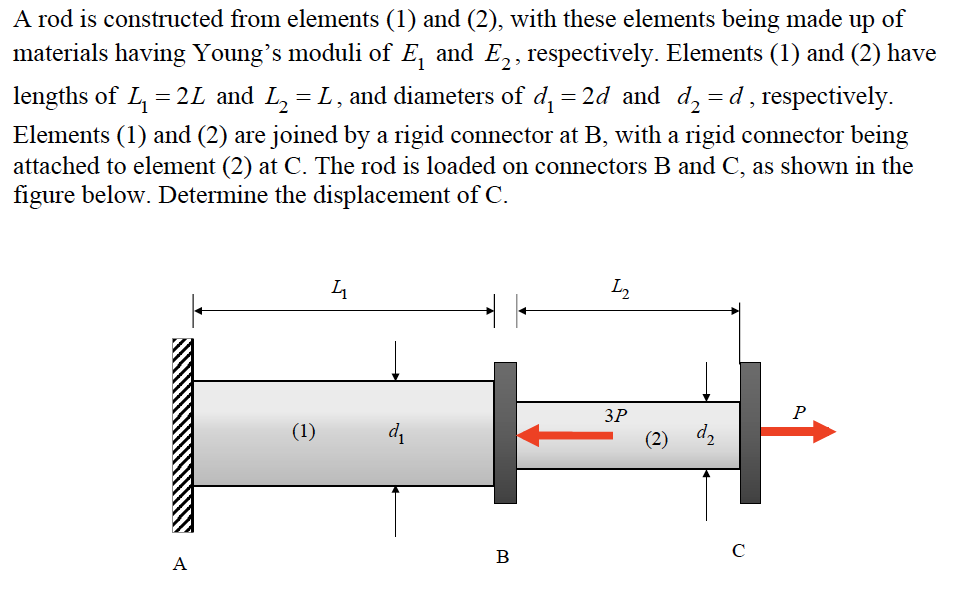 A rod is constructed from elements (1) and (2), with these elements being made up of
materials having Young's moduli of E₁ and E₂, respectively. Elements (1) and (2) have
lengths of L₁ = 2L and L₂ = L, and diameters of d₁ = 2d and d₂ = d, respectively.
Elements (1) and (2) are joined by a rigid connector at B, with a rigid connector being
attached to element (2) at C. The rod is loaded on connectors B and C, as shown in the
figure below. Determine the displacement of C.
L₁
L₂
3P
P
(1)
d₁
(2)
d₂
A
B
C